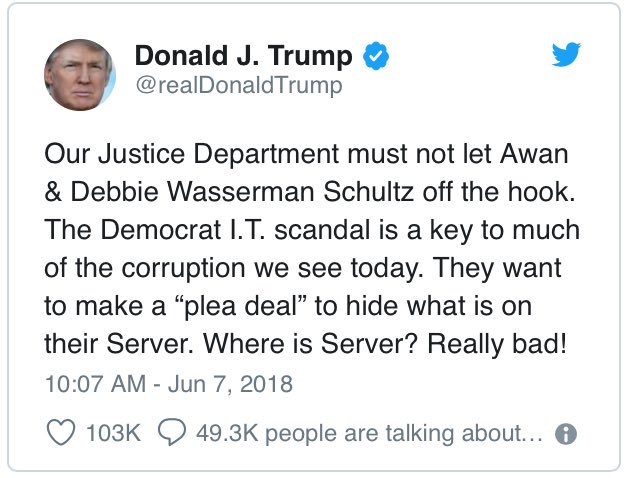 Donald J. Trump
@realDonaldTrump
Our Justice Department must not let Awan
& Debbie Wasserman Schultz off the hook.
The Democrat I.T. scandal is a key to much
of the corruption we see today. They want
to make a “plea deal” to hide what is on
their Server. Where is Server? Really bad!
10:07 AM - Jun 7, 2018
103K 49.3K people are talking about...